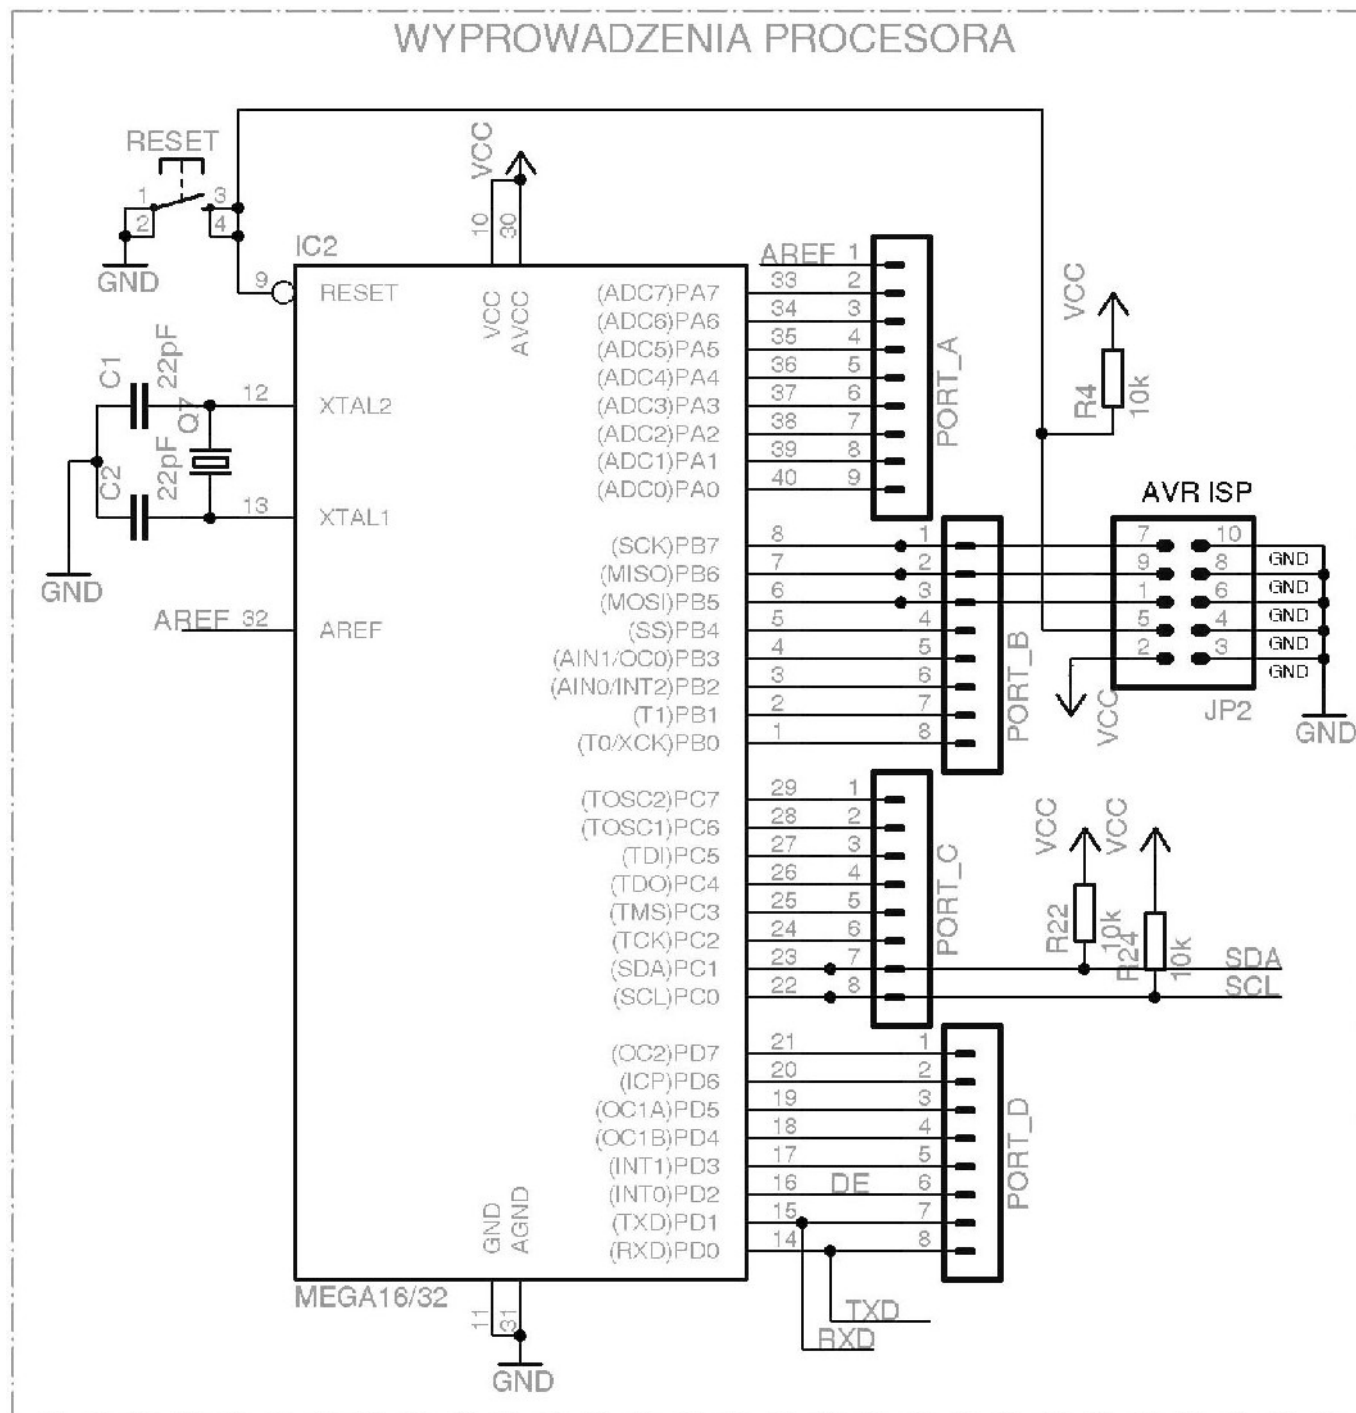 WYPROWADZENIA PROCESORA
RESET
1 3
2 4
GND
VCC
10 30
IC2
9 RESET
VCC AVCC
C1 22pF
12 XTAL2
Q7
C2 22pF
13 XTAL1
GND
AREF 32 AREF
AREF 1
(ADC7)PA7 33 2
(ADC6)PA6 34 3
(ADC5)PA5 35 4
(ADC4)PA4 36 5
(ADC3)PA3 37 6
(ADC2)PA2 38 7
(ADC1)PA1 39 8
(ADC0)PA0 40 9
PORT_A
VCC
R4 10k
AVR ISP
(SCK)PB7 8 1 7 10
(MISO)PB6 7 2 9 8 GND
(MOSI)PB5 6 3 1 6 GND
(SS)PB4 5 4 5 4 GND
(AIN1/OC0)PB3 4 5 2 3 GND
(AIN0/INT2)PB2 3 6
(T1)PB1 2 7
(T0/XCK)PB0 1 8
PORT_B
GND
VCC
JP2
GND
(TOSC2)PC7 29 1
(TOSC1)PC6 28 2
(TDI)PC5 27 3
(TDO)PC4 26 4
(TMS)PC3 25 5
(TCK)PC2 24 6
(SDA)PC1 23 7
(SCL)PC0 22 8
PORT_C
VCC VCC
R22 10k
R24 10k
SDA
SCL
(OC2)PD7 21 1
(ICP)PD6 20 2
(OC1A)PD5 19 3
(OC1B)PD4 18 4
(INT1)PD3 17 5
(INT0)PD2 16 DE 6
(TXD)PD1 15 7
(RXD)PD0 14 8
PORT_D
GND AGND
MEGA16/32
11 31
TXD
RXD
GND